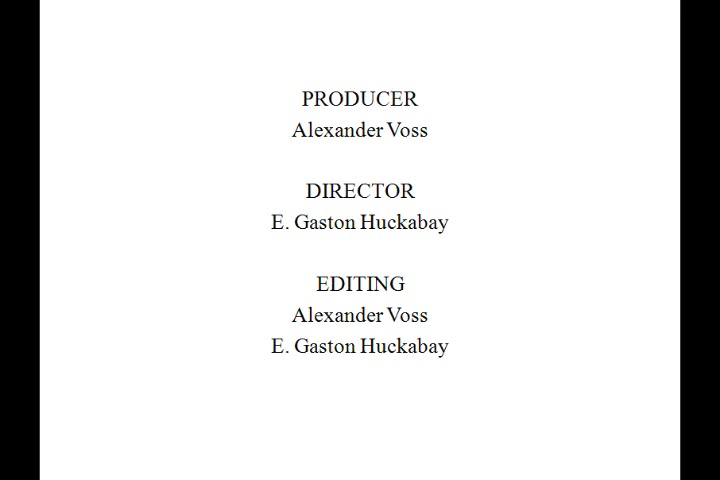 PRODUCER
Alexander Voss
DIRECTOR
E. Gaston Huckabay
EDITING
Alexander Voss
E. Gaston Huckabay